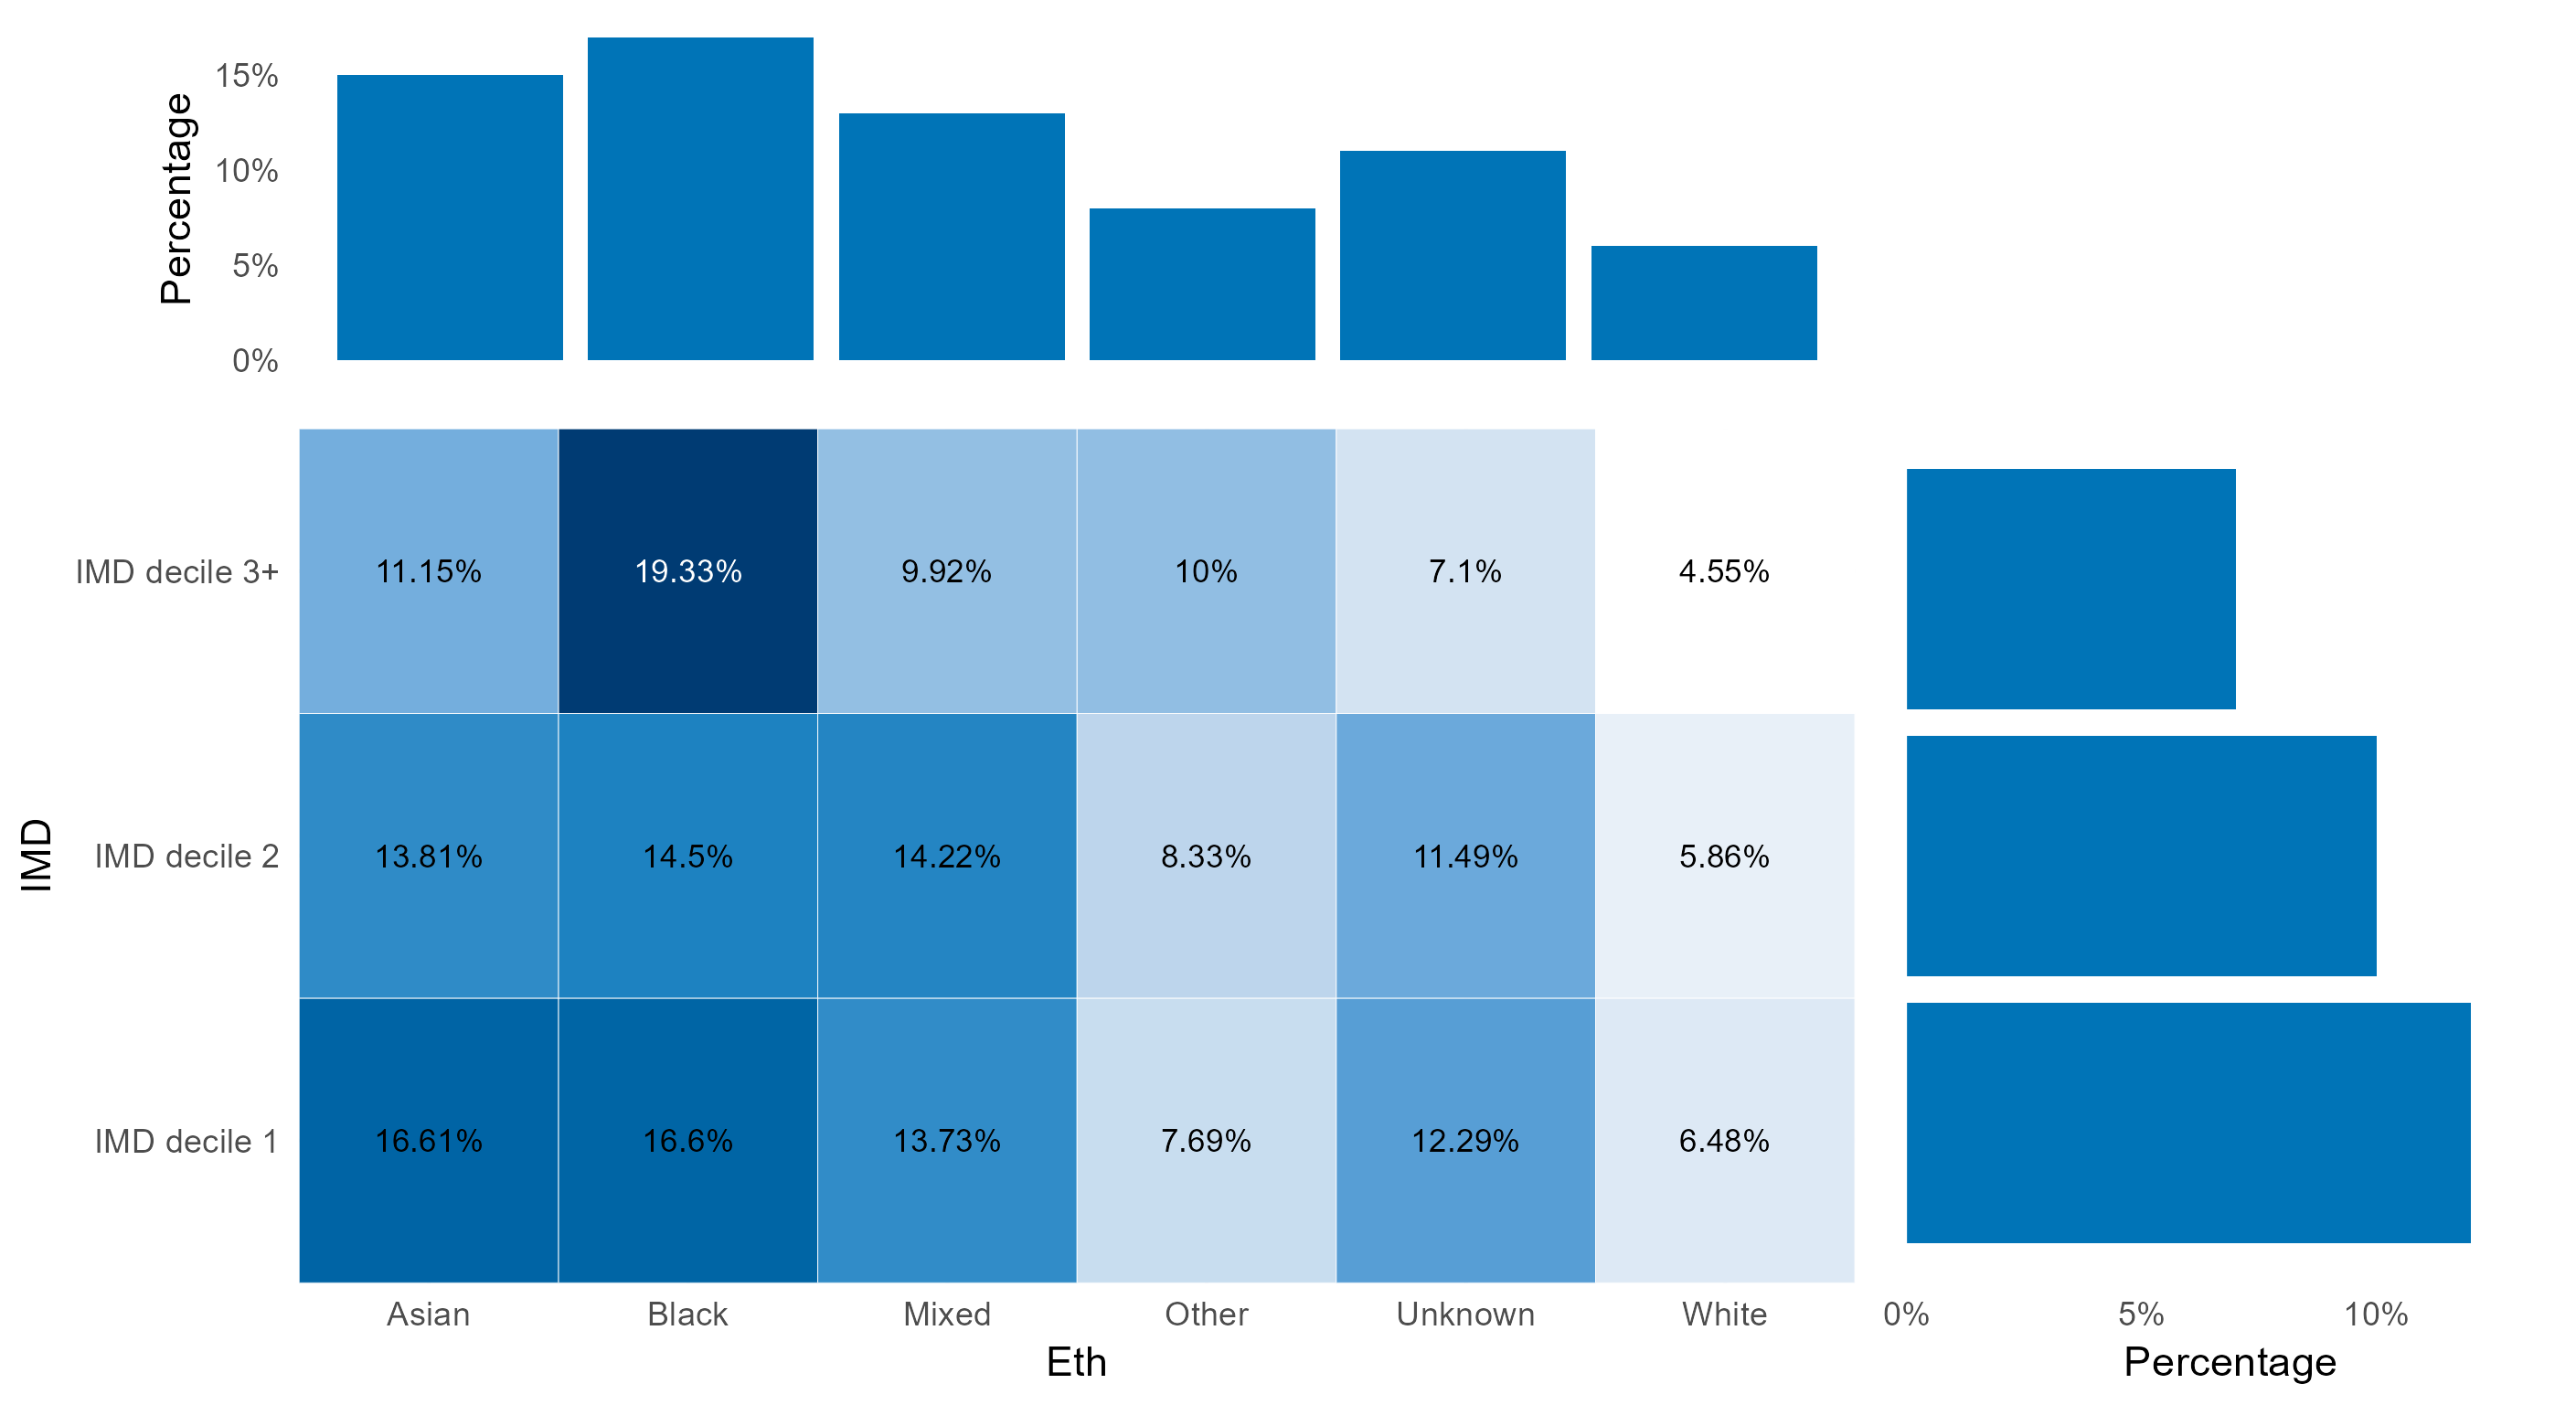 Percentage
15%
10%
5%
0%
IMD
IMD decile 3+
11.15% 19.33% 9.92% 10% 7.1% 4.55%
IMD decile 2
13.81% 14.5% 14.22% 8.33% 11.49% 5.86%
IMD decile 1
16.61% 16.6% 13.73% 7.69% 12.29% 6.48%
Asian Black Mixed Other Unknown White
Eth
0% 5% 10%
Percentage